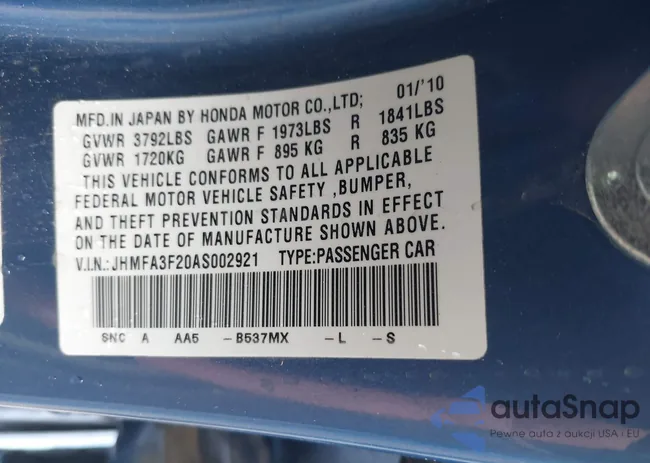 MFD.IN JAPAN BY HONDA MOTOR CO.,LTD; 01/'10
GVWR 3792LBS GAWR F 1973LBS R 1841LBS
GVWR 1720KG GAWR F 895 KG R 835 KG
THIS VEHICLE CONFORMS TO ALL APPLICABLE
FEDERAL MOTOR VEHICLE SAFETY ,BUMPER,
AND THEFT PREVENTION STANDARDS IN EFFECT
ON THE DATE OF MANUFACTURE SHOWN ABOVE.
V.I.N.:JHMFA3F20AS002921 TYPE:PASSENGER CAR
SNC A AA5 -B537MX -L -S
autaSnap
Pewne auta z aukcji USA i EU